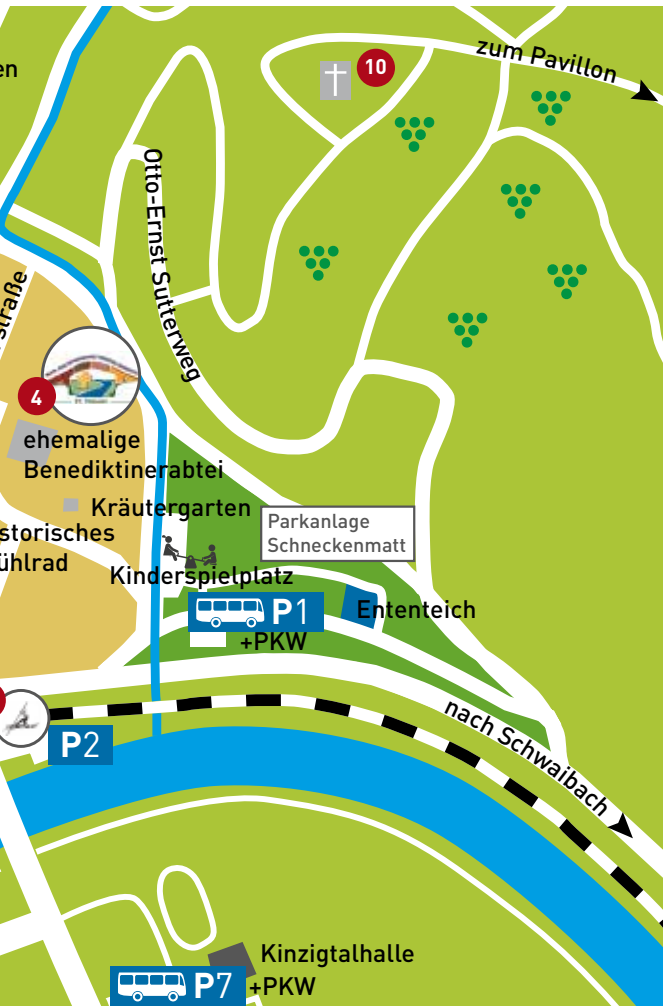 en
10
zum Pavillon
Otto-Ernst Sutterweg
straße
4
ehemalige
Benediktinerabtei
Kräutergarten
storisches
ühlrad
Parkanlage
Schneckenmatt
Kinderspielplatz
P1
+PKW
Ententeich
P2
nach Schwaibach
Kinzigtalhalle
P7
+PKW